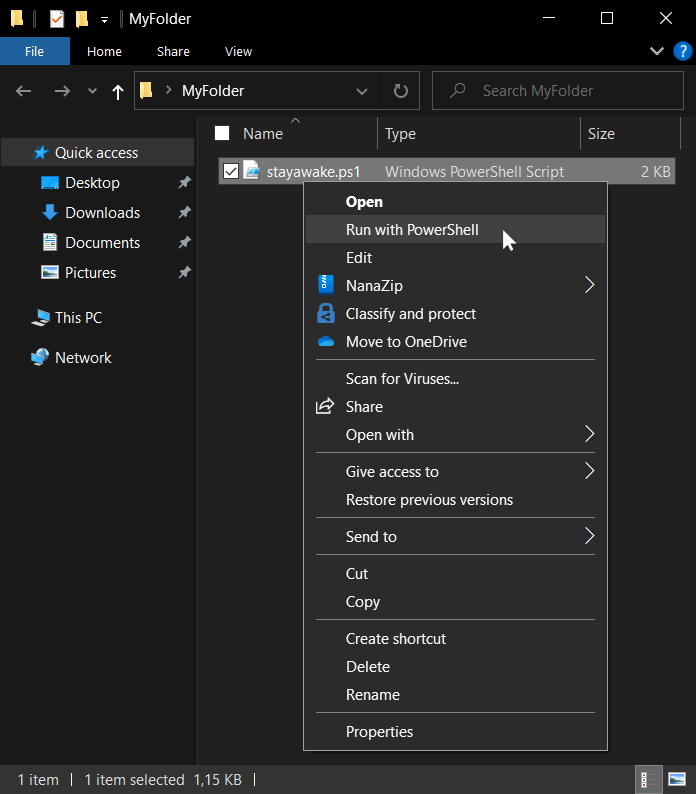 MyFolder
File Home Share View
MyFolder Search MyFolder
Name Type Size
Quick access
Desktop
Downloads
Documents
Pictures
This PC
Network
stayawake.ps1 Windows PowerShell Script 2 KB
Open
Run with PowerShell
Edit
NanaZip
Classify and protect
Move to OneDrive
Scan for Viruses...
Share
Open with
Give access to
Restore previous versions
Send to
Cut
Copy
Create shortcut
Delete
Rename
Properties
1 item 1 item selected 1,15 KB